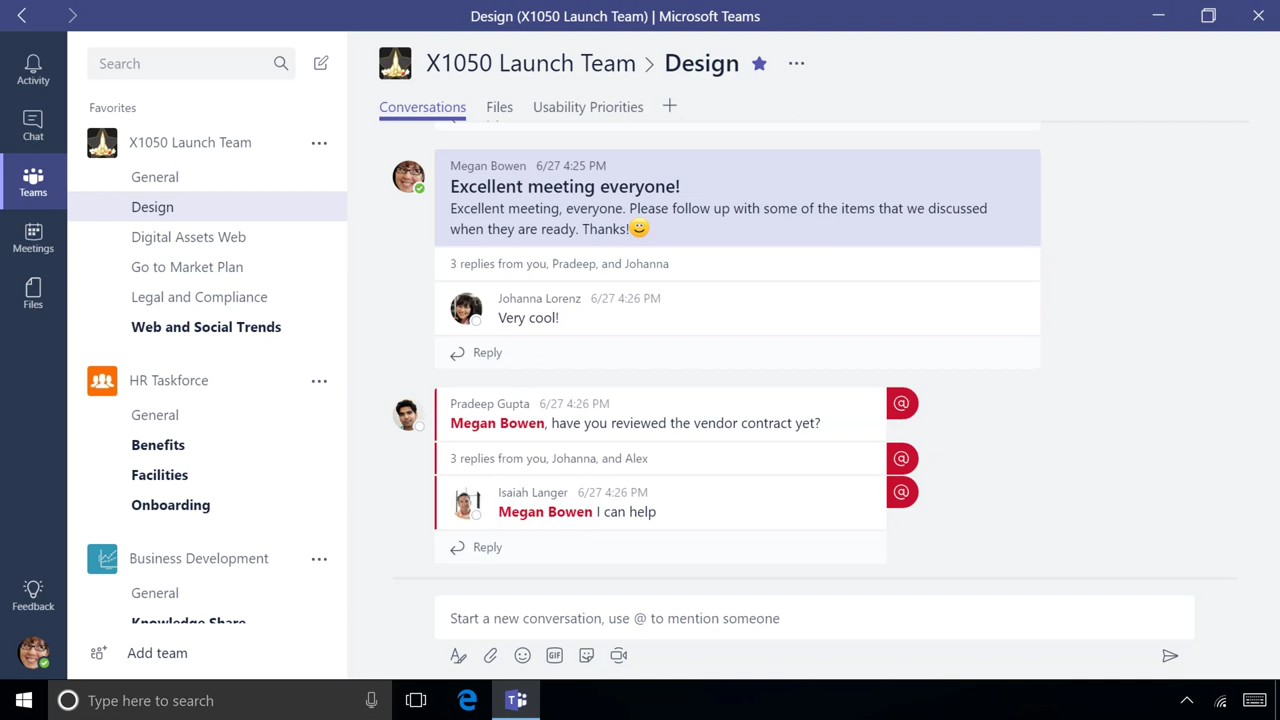 Design (X1050 Launch Team) | Microsoft Teams
Activity
Chat
Teams
Meetings
Files
Feedback
Search
Favorites
X1050 Launch Team
General
Design
Digital Assets Web
Go to Market Plan
Legal and Compliance
Web and Social Trends
HR Taskforce
General
Benefits
Facilities
Onboarding
Business Development
General
Knowledge Share
Add team
X1050 Launch Team > Design
Conversations Files Usability Priorities
Megan Bowen 6/27 4:25 PM
Excellent meeting everyone!
Excellent meeting, everyone. Please follow up with some of the items that we discussed
when they are ready. Thanks!😀
3 replies from you, Pradeep, and Johanna
Johanna Lorenz 6/27 4:26 PM
Very cool!
Reply
Pradeep Gupta 6/27 4:26 PM
@
Megan Bowen, have you reviewed the vendor contract yet?
3 replies from you, Johanna, and Alex
@
Isaiah Langer 6/27 4:26 PM
@
Megan Bowen I can help
Reply
Start a new conversation, use @ to mention someone
GIF
Type here to search